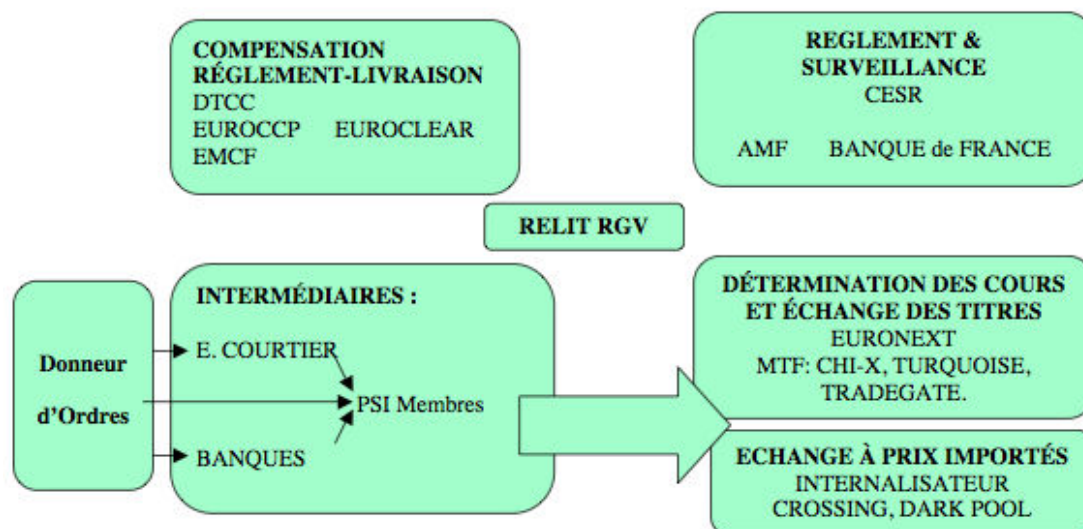 COMPENSATION
RÉGLEMENT-LIVRAISON
DTCC
EUROCCP EUROCLEAR
EMCF
REGLEMENT &
SURVEILLANCE
CESR
AMF BANQUE de FRANCE
RELIT RGV
Donneur
d'Ordres
INTERMÉDIAIRES :
E. COURTIER
PSI Membres
BANQUES
DÉTERMINATION DES COURS
ET ÉCHANGE DES TITRES
EURONEXT
MTF: CHI-X, TURQUOISE,
TRADEGATE.
ECHANGE À PRIX IMPORTÉS
INTERNALISATEUR
CROSSING, DARK POOL